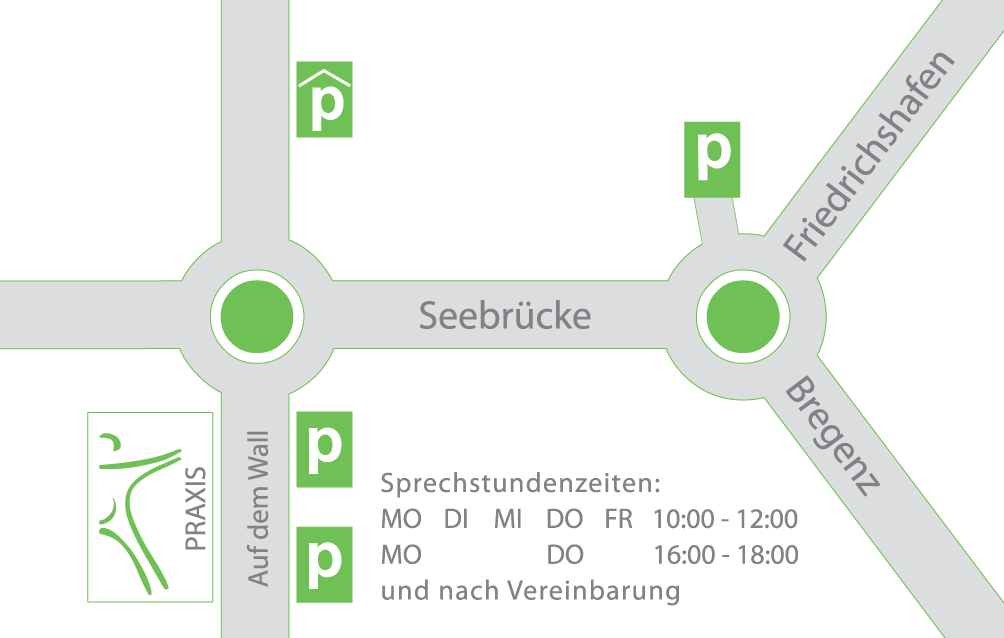 p
p
Friedrichshafen
Seebrücke
Bregenz
PRAXIS
Auf dem Wall
p
p
Sprechstundenzeiten:
MO DI MI DO FR 10:00 - 12:00
MO DO 16:00 - 18:00
und nach Vereinbarung